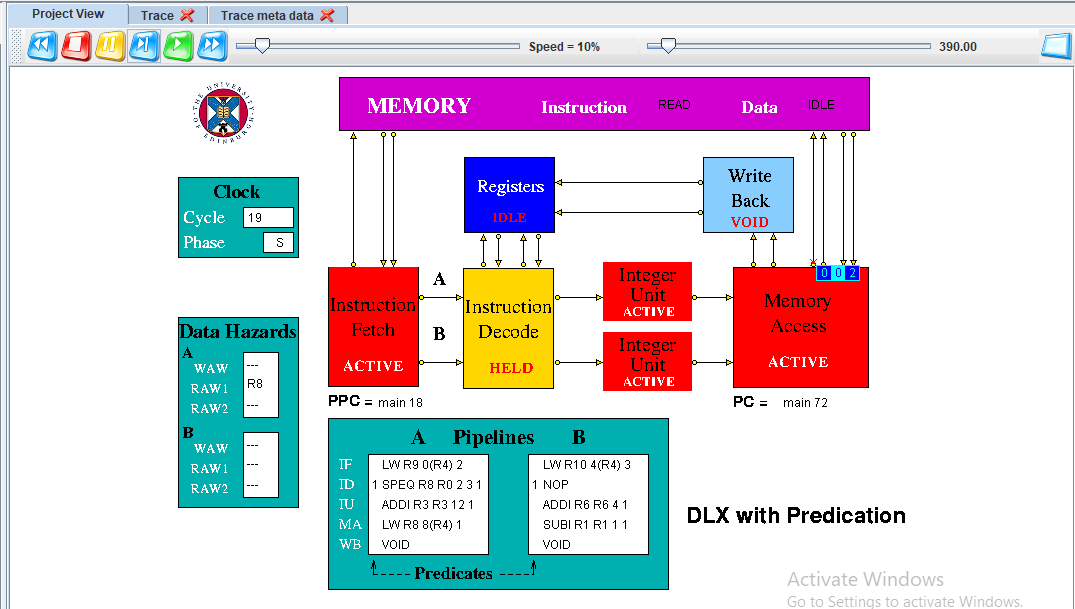 Project View Trace Trace meta data
Speed = 10% 390.00
MEMORY Instruction READ Data IDLE
THE UNIVERSITY OF EDINBURGH
Clock
Cycle 19
Phase S
Registers
IDLE
Write
Back
VOID
0 0 2
Instruction
Fetch
ACTIVE
A
B
Instruction
Decode
HELD
Integer
Unit
ACTIVE
Integer
Unit
ACTIVE
Memory
Access
ACTIVE
Data Hazards
A
WAW ---
RAW1 R8
RAW2 ---
B
WAW ---
RAW1 ---
RAW2 ---
PPC = main 18
PC = main 72
A Pipelines B
IF LW R9 0(R4) 2 LW R10 4(R4) 3
ID 1 SPEQ R8 R0 2 3 1 1 NOP
IU ADDI R3 R3 12 1 ADDI R6 R6 4 1
MA LW R8 8(R4) 1 SUBI R1 R1 1 1
WB VOID VOID
Predicates
DLX with Predication
Activate Windows
Go to Settings to activate Windows.